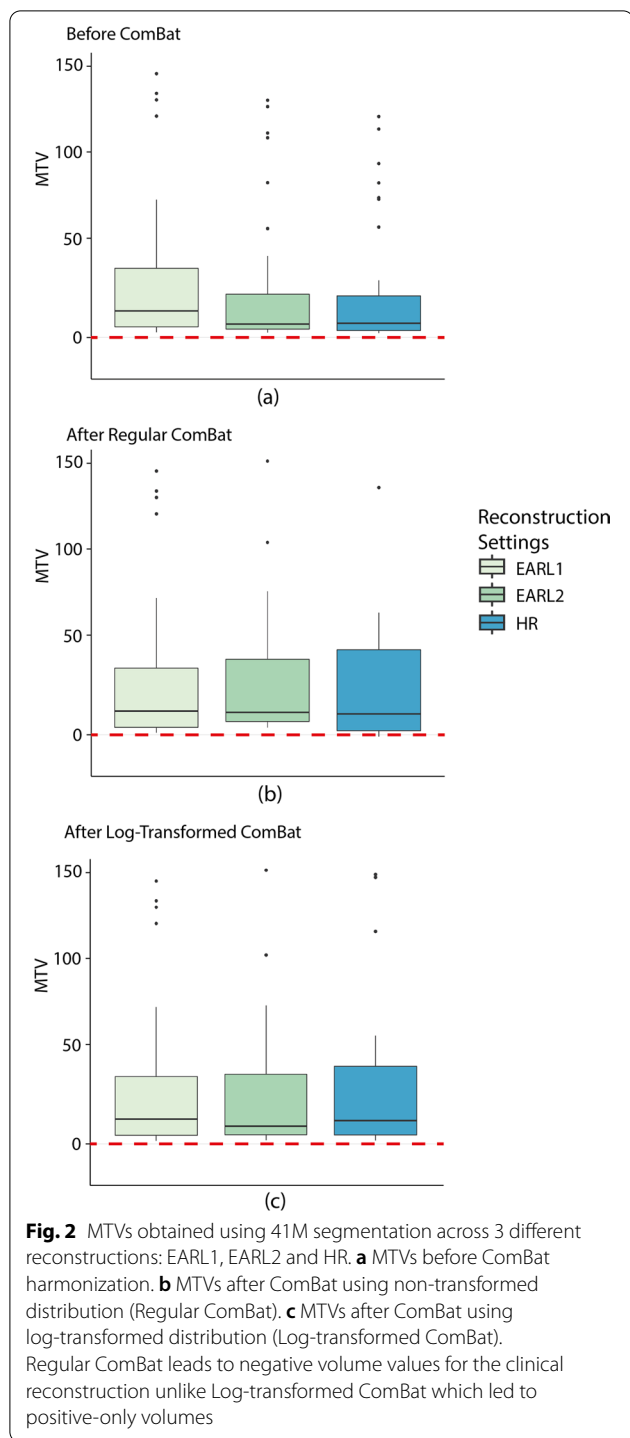 Before ComBat
150
100
50
0
MTV
(a)
After Regular ComBat
150
100
50
0
MTV
(b)
Reconstruction
Settings
EARL1
EARL2
HR
After Log-Transformed ComBat
150
100
50
0
MTV
(c)
Fig. 2 MTVs obtained using 41M segmentation across 3 different
reconstructions: EARL1, EARL2 and HR. a MTVs before ComBat
harmonization. b MTVs after ComBat using non-transformed
distribution (Regular ComBat). c MTVs after ComBat using
log-transformed distribution (Log-transformed ComBat).
Regular ComBat leads to negative volume values for the clinical
reconstruction unlike Log-transformed ComBat which led to
positive-only volumes